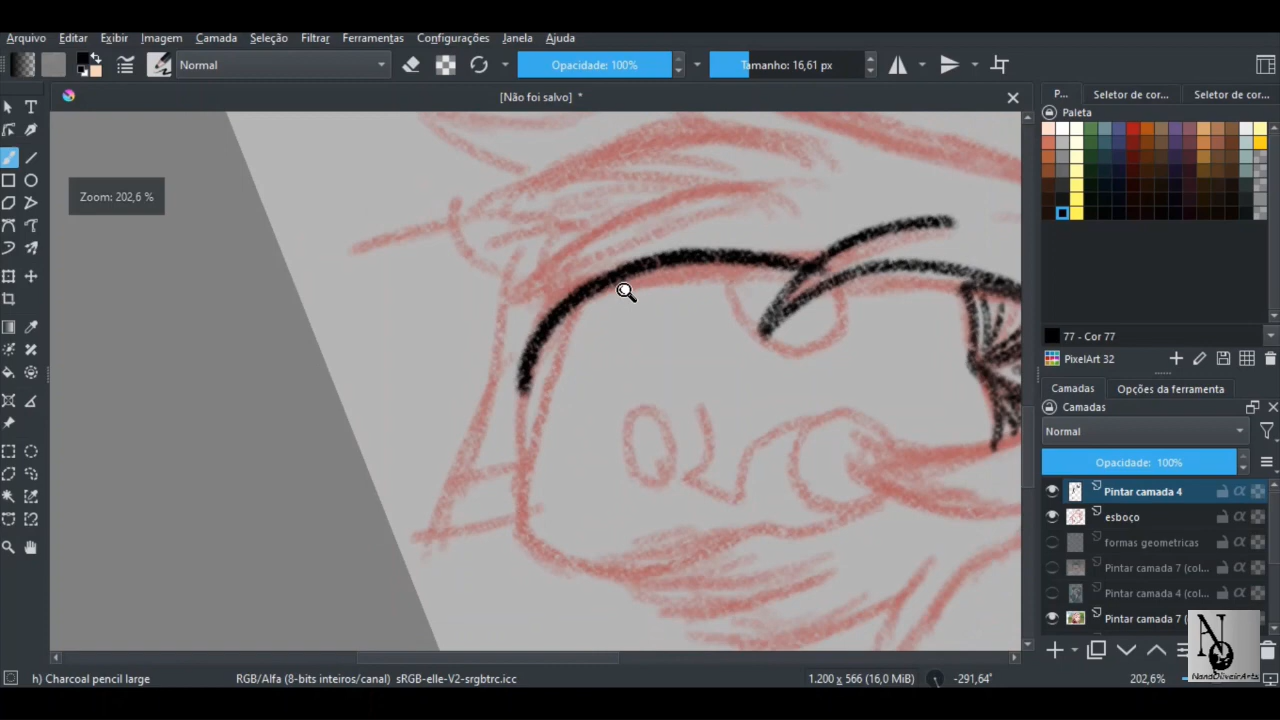 Arquivo Editar Exibir Imagem Camada Seleção Filtrar Ferramentas Configurações Janela Ajuda
Normal Opacidade: 100% Tamanho: 16,61 px
[Não foi salvo] *
P... Seletor de cor... Seletor de cor...
Paleta
Zoom: 202,6 %
77 - Cor 77
PixelArt 32
Camadas Opções da ferramenta
Camadas
Normal
Opacidade: 100%
Pintar camada 4
esboço
formas geometricas
Pintar camada 7 (col...
Pintar camada 4 (col...
Pintar camada 7 (
h) Charcoal pencil large RGB/Alfa (8-bits inteiros/canal) sRGB-elle-V2-srgbtrc.icc 1.200 x 566 (16,0 MiB) -291,64° 202,6%
NandOliveirArts